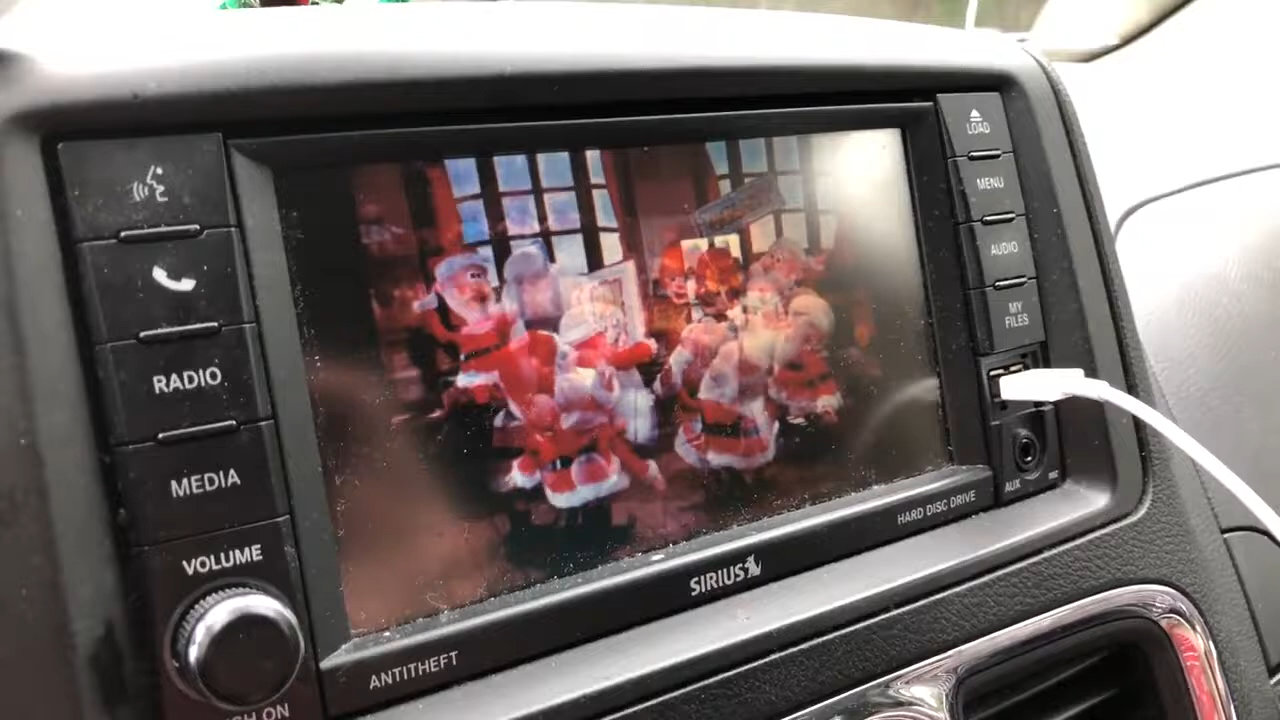 RADIO
MEDIA
VOLUME
ANTITHEFT
SIRIUS
HARD DISC DRIVE
LOAD
MENU
AUDIO
MY
FILES
AUX